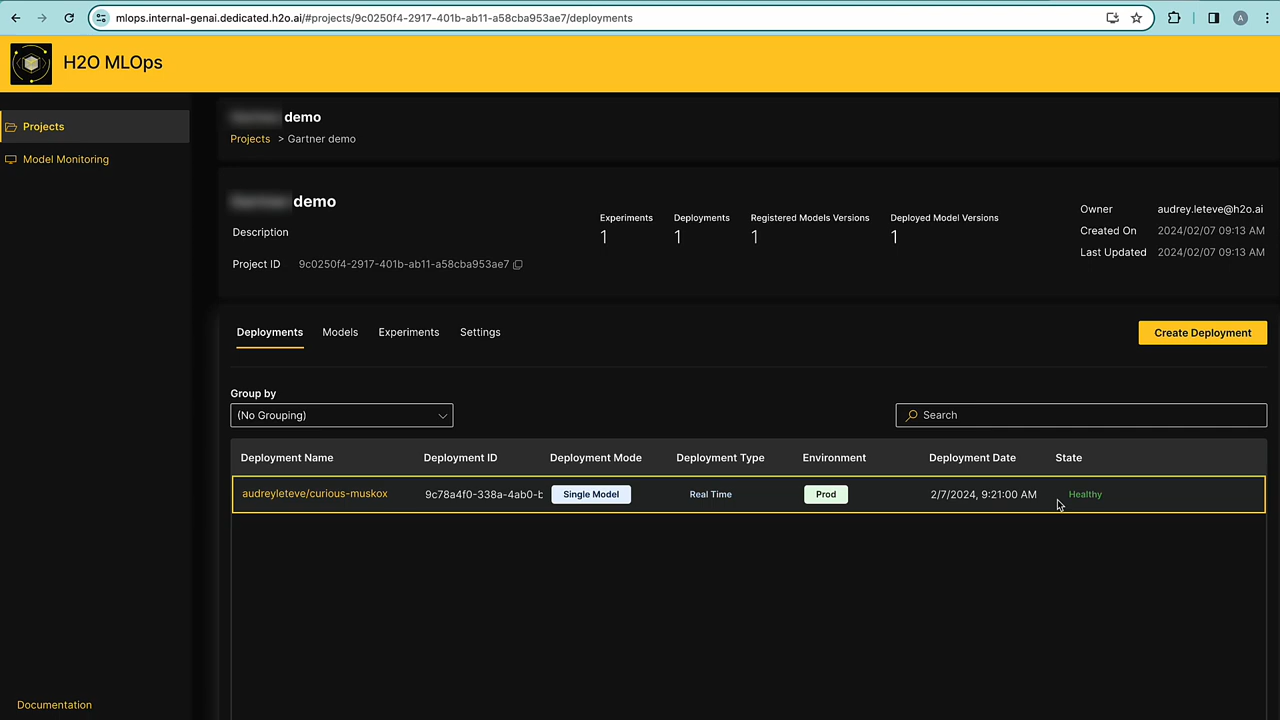 mlops.internal-genai.dedicated.h2o.ai/#projects/9c0250f4-2917-401b-ab11-a58cba953ae7/deployments
A
H2O MLOps
Projects
Model Monitoring
demo
Projects > Gartner demo
demo
Description
Project ID 9c0250f4-2917-401b-ab11-a58cba953ae7
Experiments Deployments Registered Models Versions Deployed Model Versions
1 1 1 1
Owner audrey.leteve@h2o.ai
Created On 2024/02/07 09:13 AM
Last Updated 2024/02/07 09:13 AM
Deployments Models Experiments Settings
Create Deployment
Group by
(No Grouping)
Search
Deployment Name Deployment ID Deployment Mode Deployment Type Environment Deployment Date State
audreyleteve/curious-muskox 9c78a4f0-338a-4ab0-b Single Model Real Time Prod 2/7/2024, 9:21:00 AM Healthy
Documentation